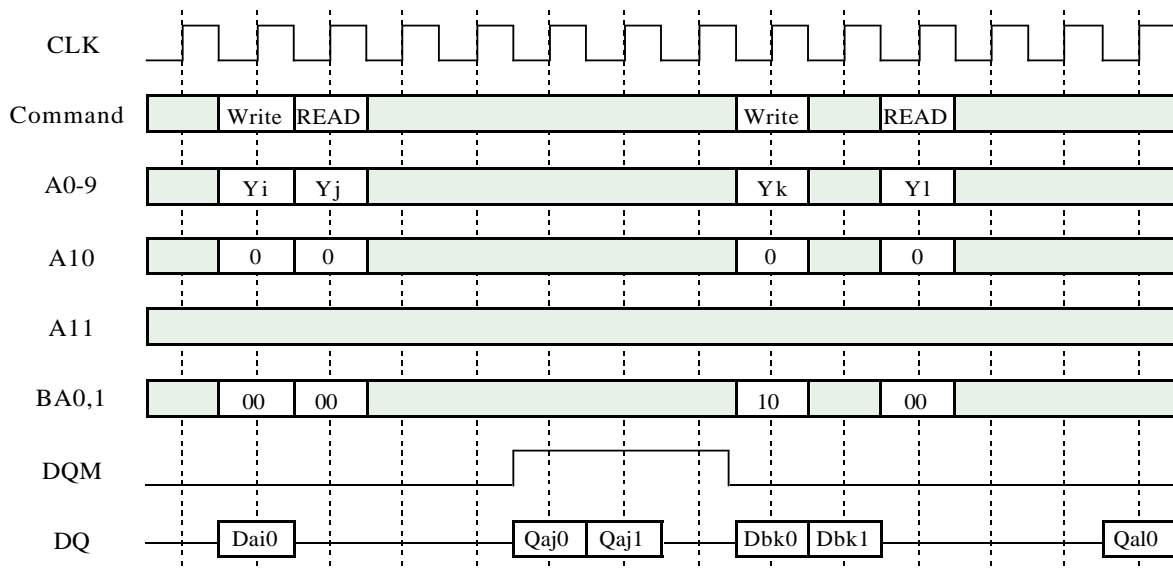 CLK
Command Write READ Write READ
A0-9 Yi Yj Yk Yl
A10 0 0 0 0
A11
BA0,1 00 00 10 00
DQM
DQ Dai0 Qaj0 Qaj1 Dbk0 Dbk1 Qal0